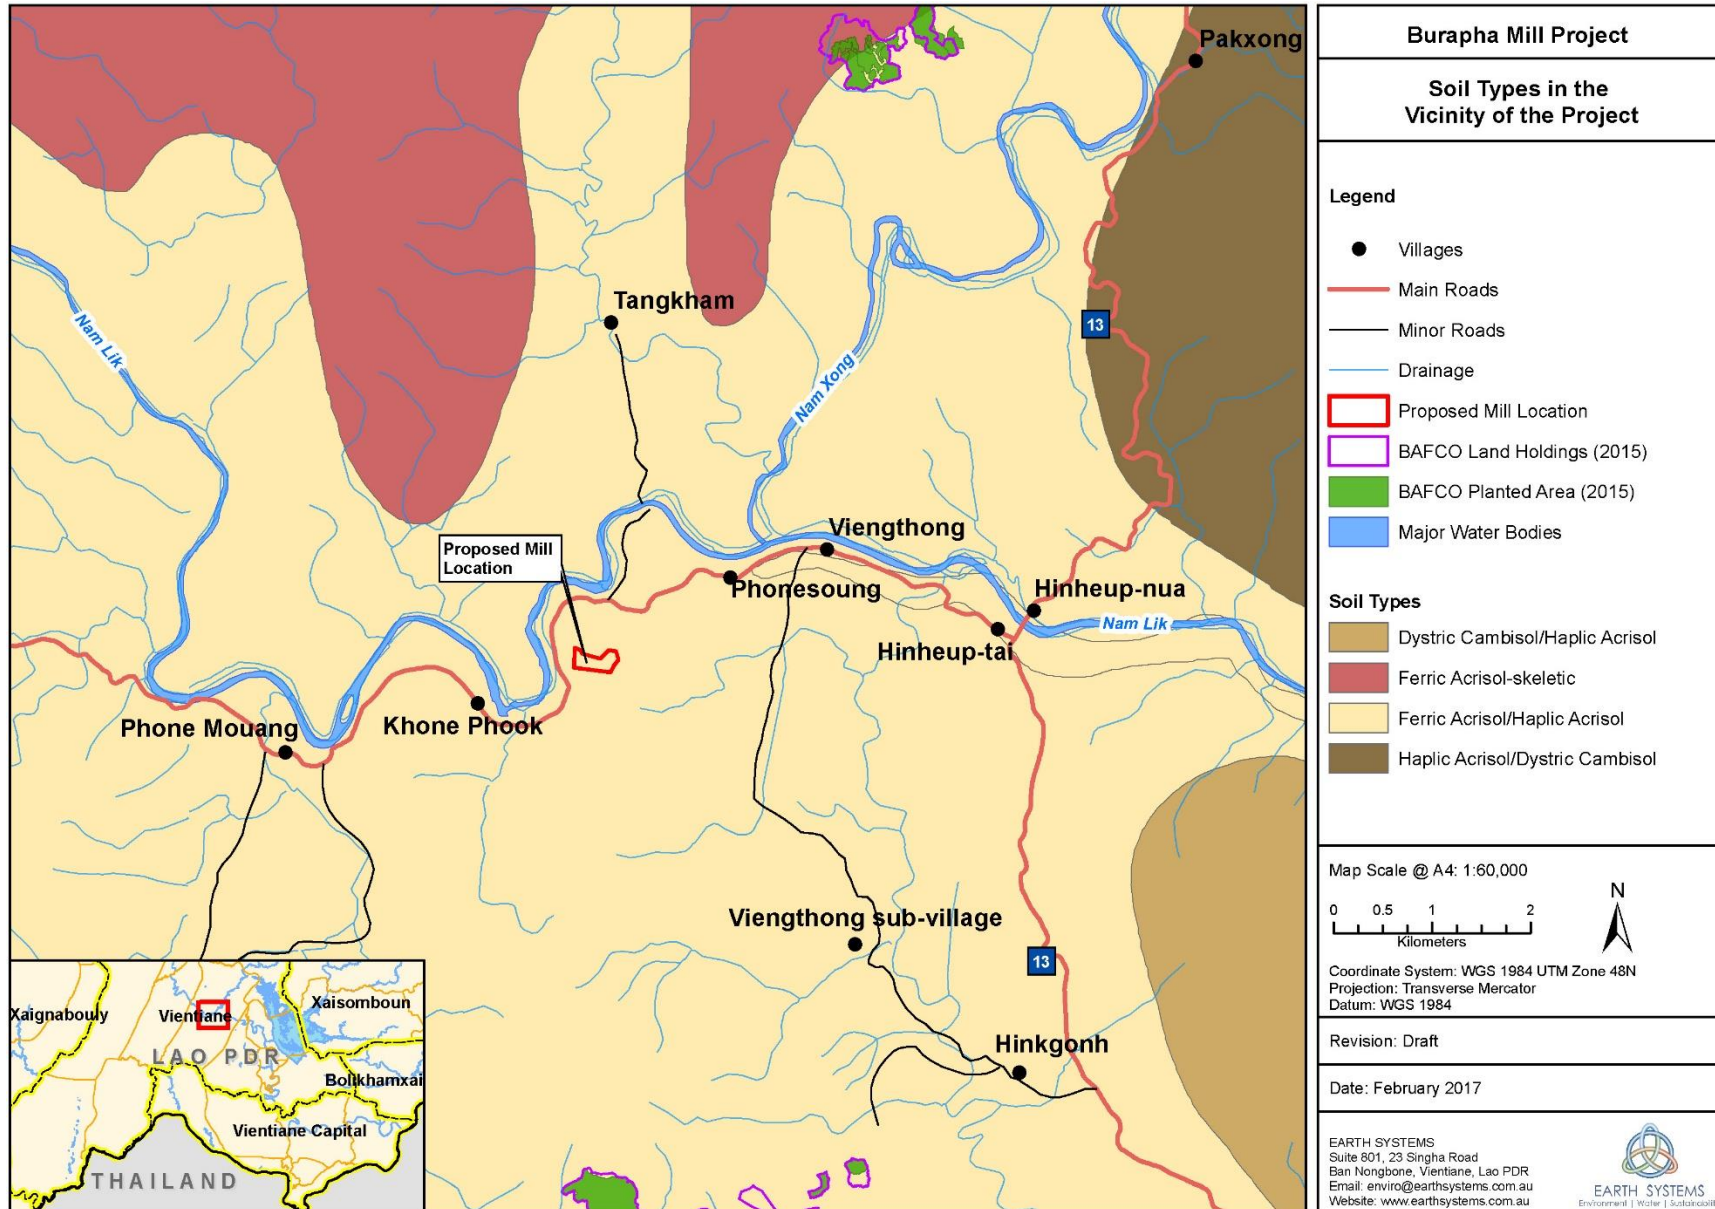 Pakxong
Tangkham
Nam Lik
Nam Xong
13
Viengthong
Proposed Mill
Location
Phonesoung
Hinheup-nua
Nam Lik
Hinheup-tai
Phone Mouang
Khone Phook
Viengthong sub-village
13
Hinkgonh
Xaignabouly
Vientiane
Xaisomboun
LAO PDR
Bolikhamxai
Vientiane Capital
THAILAND
Burapha Mill Project
Soil Types in the
Vicinity of the Project
Legend
Villages
Main Roads
Minor Roads
Drainage
Proposed Mill Location
BAFCO Land Holdings (2015)
BAFCO Planted Area (2015)
Major Water Bodies
Soil Types
Dystric Cambisol/Haplic Acrisol
Ferric Acrisol-skeletic
Ferric Acrisol/Haplic Acrisol
Haplic Acrisol/Dystric Cambisol
Map Scale @ A4: 1:60,000
N
0 0.5 1 2
Kilometers
Coordinate System: WGS 1984 UTM Zone 48N
Projection: Transverse Mercator
Datum: WGS 1984
Revision: Draft
Date: February 2017
EARTH SYSTEMS
Suite 801, 23 Singha Road
Ban Nongbone, Vientiane, Lao PDR
Email: enviro@earthsystems.com.au
Website: www.earthsystems.com.au
EARTH SYSTEMS
Environment | Water | Sustainabili